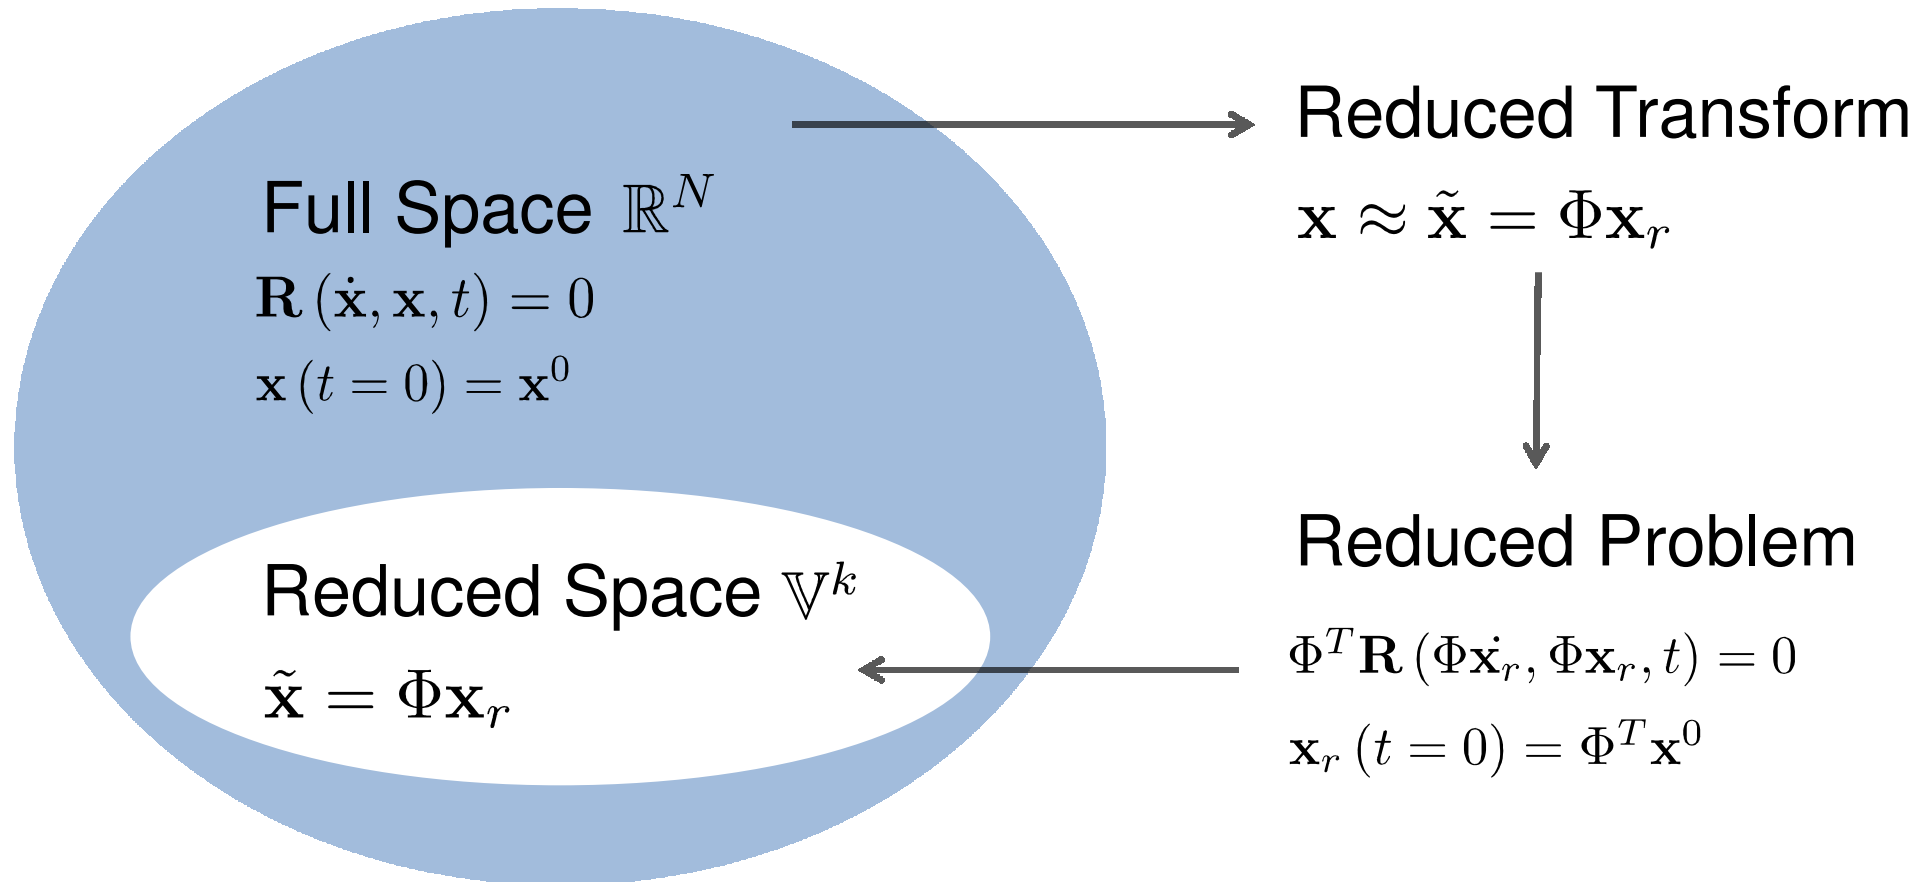 Full Space ℝ^N
𝐑 (ẋ, 𝐱, t) = 0
𝐱 (t = 0) = 𝐱^0
Reduced Space 𝕍^k
x̃ = Φ𝐱_r
Reduced Transform
𝐱 ≈ x̃ = Φ𝐱_r
Reduced Problem
Φ^T 𝐑 (Φẋ_r, Φ𝐱_r, t) = 0
𝐱_r (t = 0) = Φ^T 𝐱^0